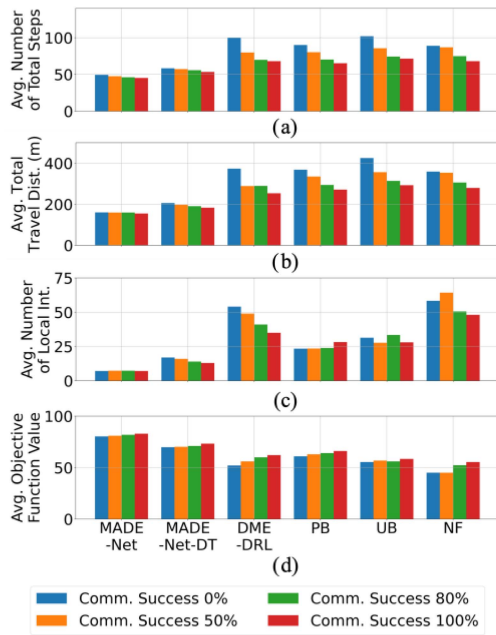 Avg. Number
of Total Steps
100
50
0
(a)
Avg. Total
Travel Dist. (m)
400
200
0
(b)
Avg. Number
of Local Int.
75
50
25
0
(c)
Avg. Objective
Function Value
100
50
0
MADE
-Net
MADE
-Net-DT
DME
-DRL
PB
UB
NF
(d)
Comm. Success 0%
Comm. Success 50%
Comm. Success 80%
Comm. Success 100%